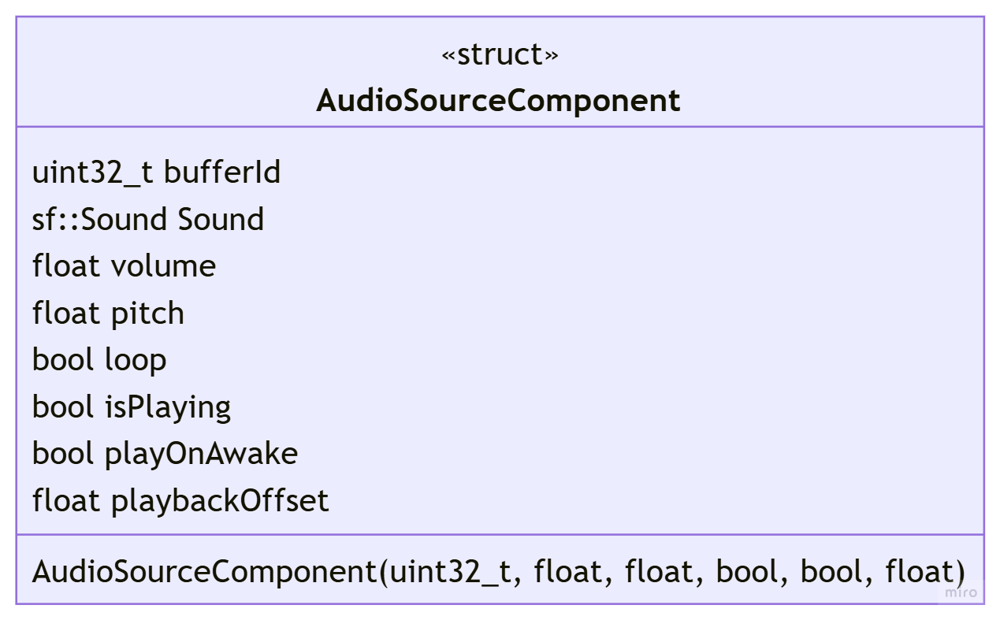 «struct»
AudioSourceComponent
uint32_t bufferId
sf::Sound Sound
float volume
float pitch
bool loop
bool isPlaying
bool playOnAwake
float playbackOffset
AudioSourceComponent(uint32_t, float, float, bool, bool, float)
miro